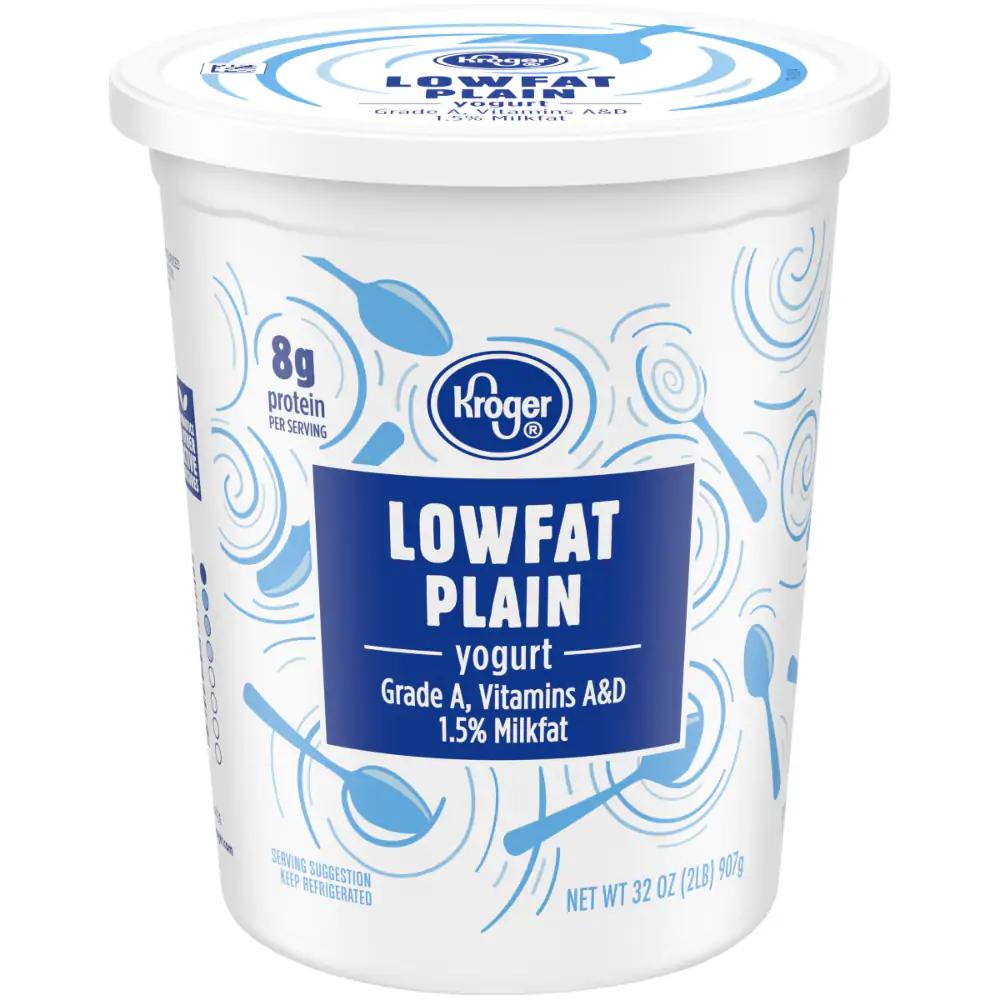 Kroger
LOWFAT
PLAIN
yogurt
Grade A, Vitamins A&D
1.5% Milkfat
8g
protein
PER SERVING
Kröger®
LOWFAT
PLAIN
yogurt
Grade A, Vitamins A&D
1.5% Milkfat
SERVING SUGGESTION
KEEP REFRIGERATED
NET WT 32 OZ (2LB) 907g